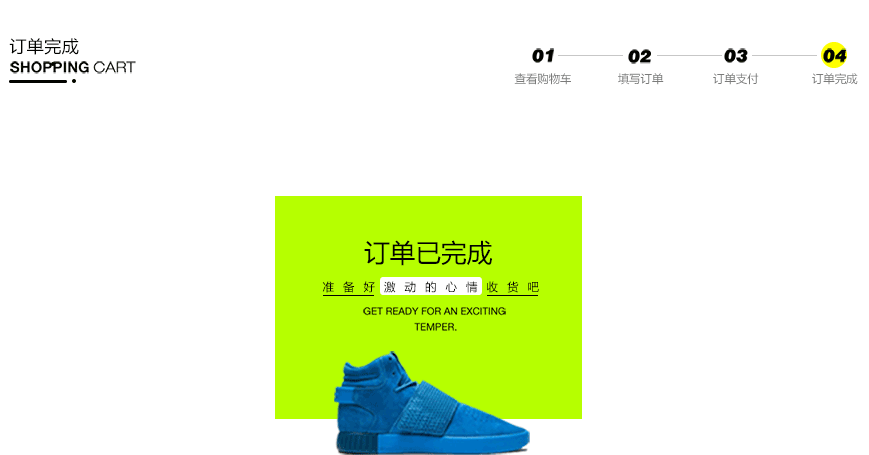 订单完成
SHOPPING CART
01 02 03 04
查看购物车 填写订单 订单支付 订单完成
订单已完成
准备好激动的心情收货吧
GET READY FOR AN EXCITING
TEMPER.